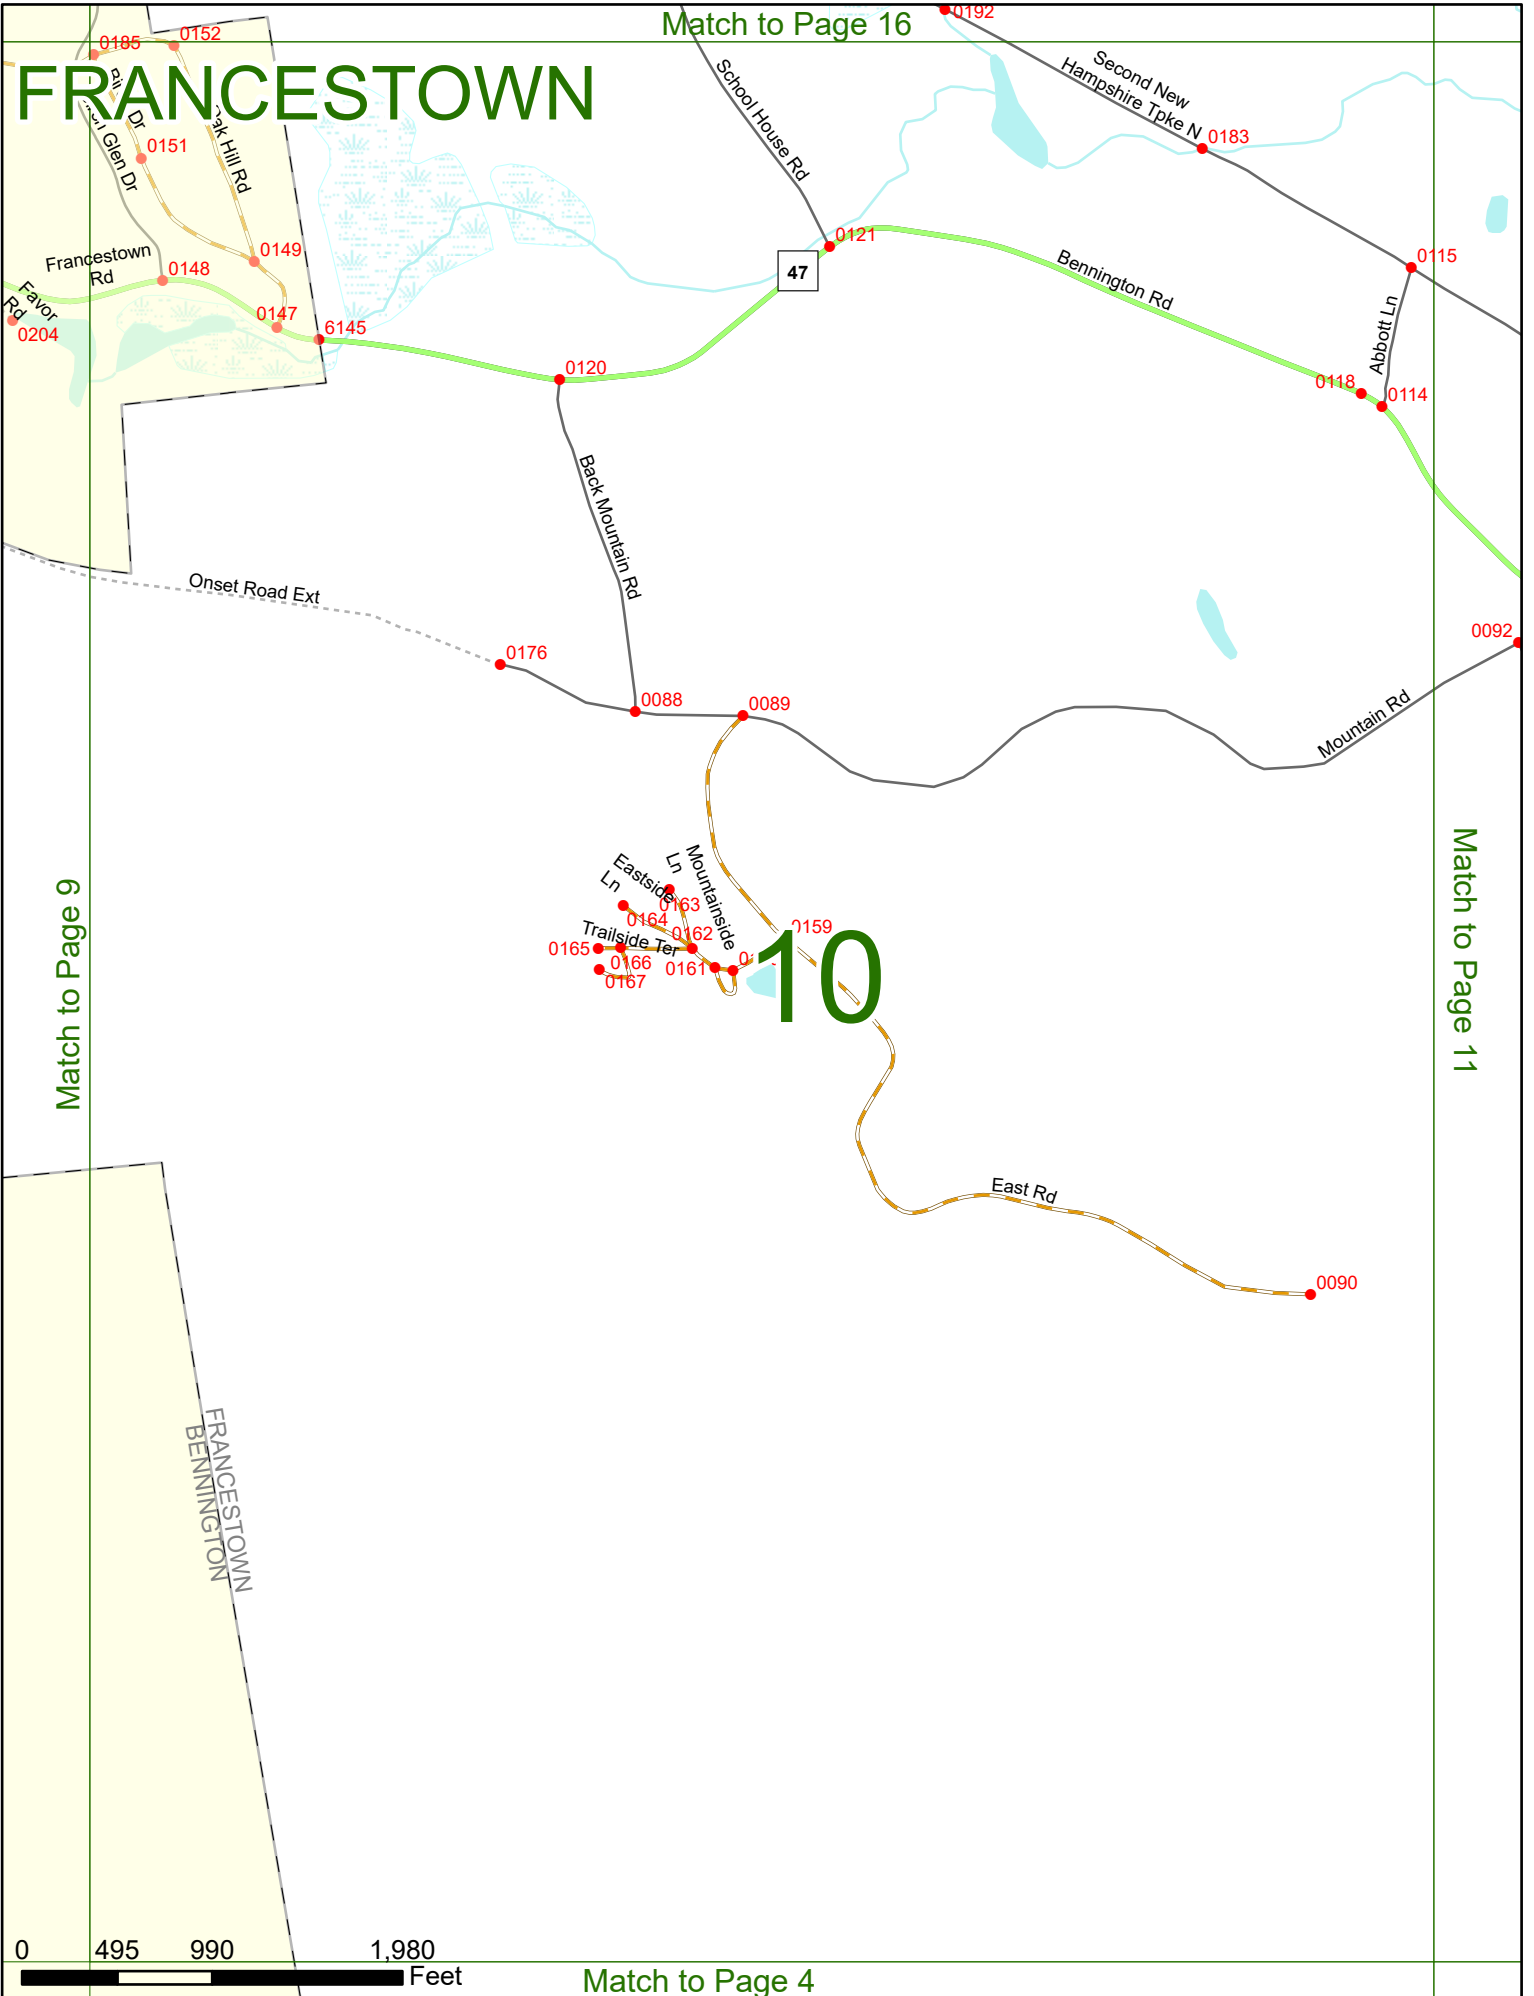 Match to Page 16
0192
0185
0152
FRANCESTOWN
Second New
Hampshire Tpke N
School House Rd
0183
Dr
Glen Dr
0151
Oak Hill Rd
0121
47
0149
Francestown
Rd
0148
Bennington Rd
0115
Favor
Rd
0204
0147
6145
Abbott Ln
0120
0118
0114
Back Mountain Rd
Onset Road Ext
0176
0092
0088
0089
Mountain Rd
Match to Page 9
Match to Page 11
Eastside
Ln
Mountainside
Ln
0163
0164
0159
Trailside Ter
0162
0165
0166
0161
0167
10
East Rd
0090
FRANCESTOWN
BENNINGTON
0 495 990 1,980
Feet
Match to Page 4